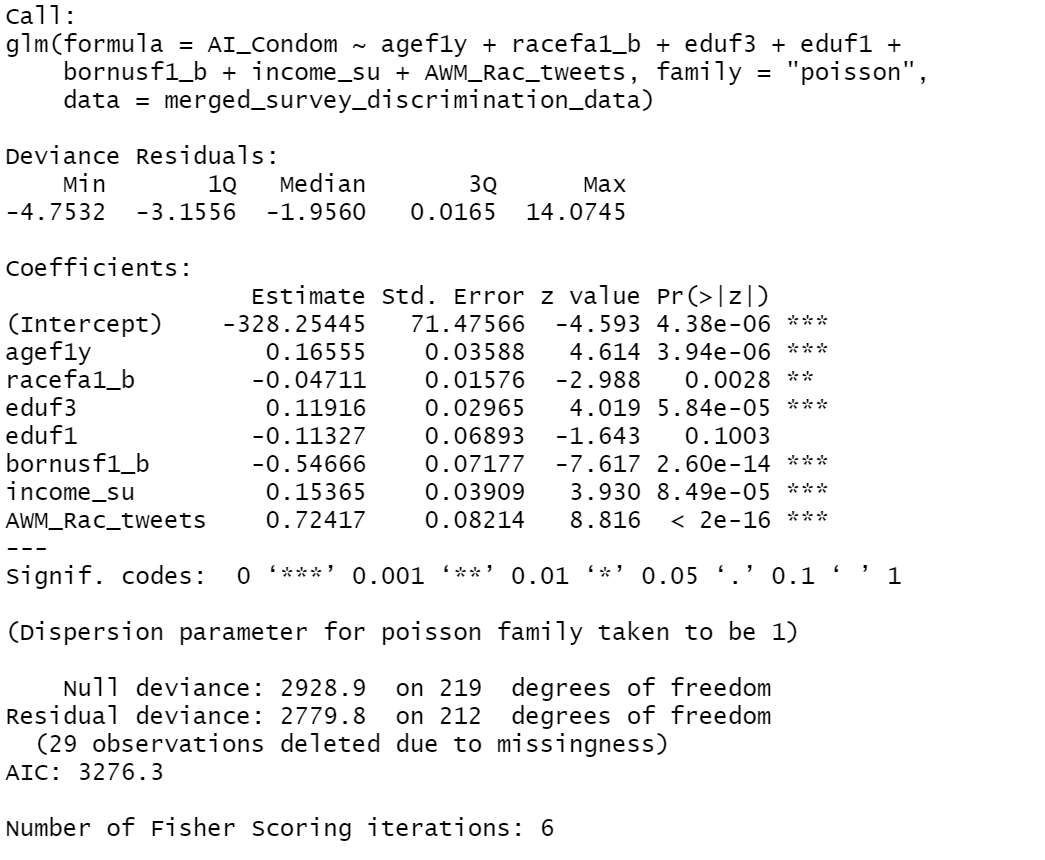 Call:
glm(formula = AI_Condom ~ agef1y + racefa1_b + eduf3 + eduf1 +
    bornusf1_b + income_su + AWM_Rac_tweets, family = "poisson",
    data = merged_survey_discrimination_data)

Deviance Residuals:
    Min       1Q   Median       3Q      Max
-4.7532  -3.1556  -1.9560   0.0165  14.0745

Coefficients:
                 Estimate Std. Error z value Pr(>|z|)
(Intercept)    -328.25445   71.47566  -4.593 4.38e-06 ***
agef1y            0.16555    0.03588   4.614 3.94e-06 ***
racefa1_b        -0.04711    0.01576  -2.988   0.0028 **
eduf3             0.11916    0.02965   4.019 5.84e-05 ***
eduf1            -0.11327    0.06893  -1.643   0.1003
bornusf1_b       -0.54666    0.07177  -7.617 2.60e-14 ***
income_su         0.15365    0.03909   3.930 8.49e-05 ***
AWM_Rac_tweets    0.72417    0.08214   8.816  < 2e-16 ***
---
Signif. codes:  0 ‘***’ 0.001 ‘**’ 0.01 ‘*’ 0.05 ‘.’ 0.1 ‘ ’ 1

(Dispersion parameter for poisson family taken to be 1)

    Null deviance: 2928.9  on 219  degrees of freedom
Residual deviance: 2779.8  on 212  degrees of freedom
  (29 observations deleted due to missingness)
AIC: 3276.3

Number of Fisher Scoring iterations: 6